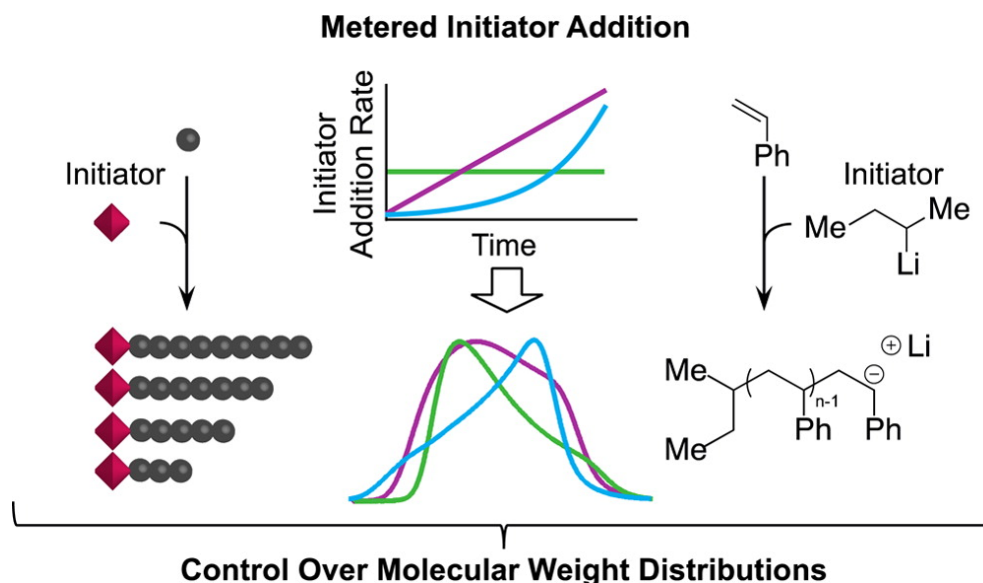 Metered Initiator Addition
Initiator
Initiator
Addition Rate
Time
Ph
Initiator
Me
Me
Li
⊕ Li
Me
⊖
n-1
Ph
Ph
Me
Control Over Molecular Weight Distributions